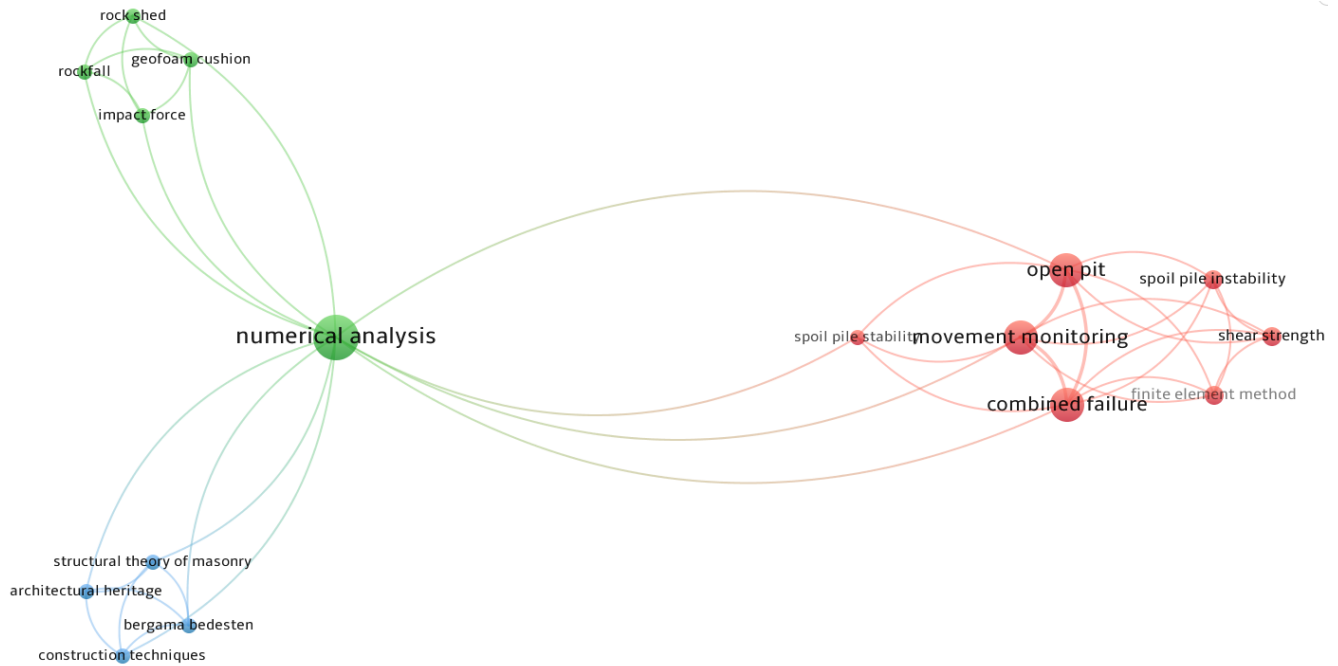 rock shed
geofoam cushion
rockfall
impact force
numerical analysis
open pit
spoil pile instability
spoil pile stability
movement monitoring
shear strength
finite element method
combined failure
structural theory of masonry
architectural heritage
bergama bedesten
construction techniques